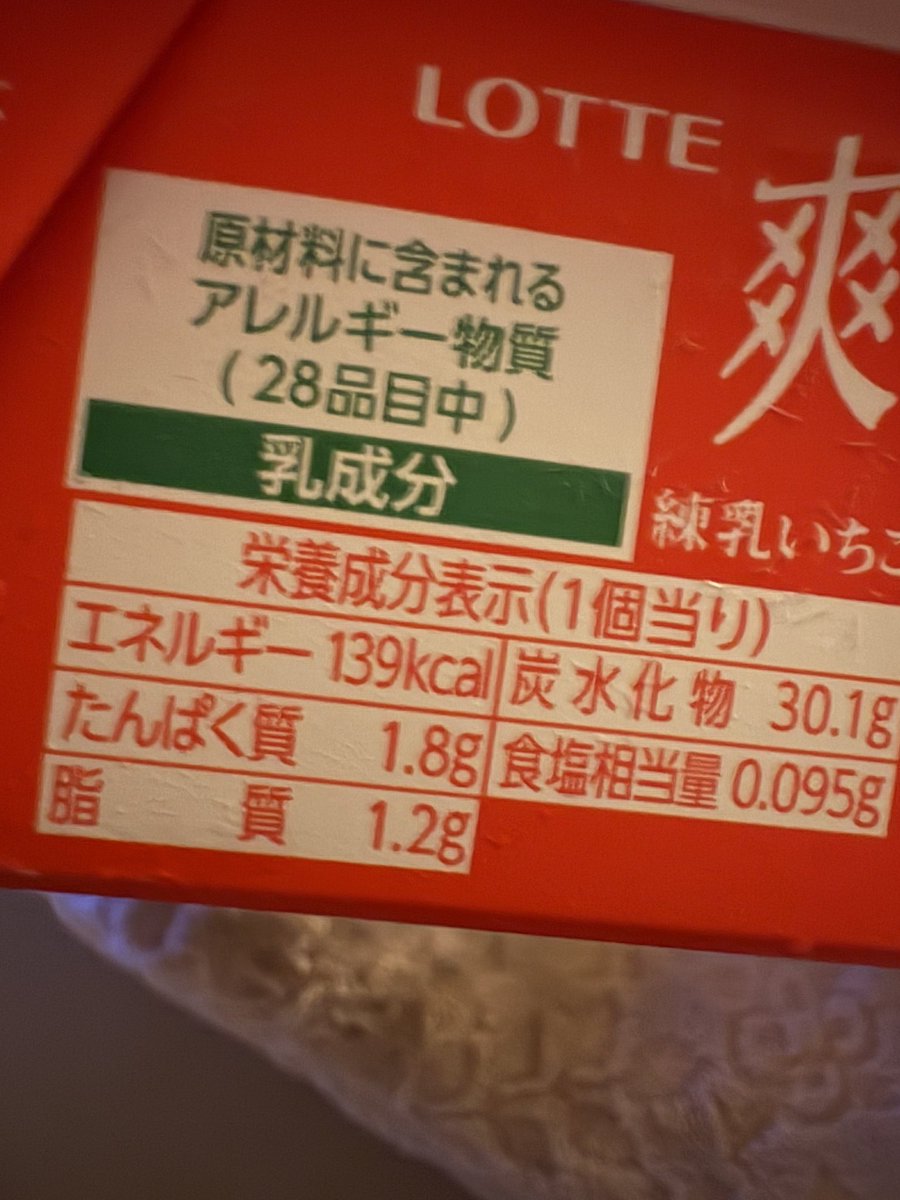 LOTTE
爽
原材料に含まれる
アレルギー物質
(28品目中)
乳成分
練乳いちご
栄養成分表示(1個当り)
エネルギー 139kcal
炭水化物 30.1g
たんぱく質 1.8g
食塩相当量 0.095g
脂質 1.2g